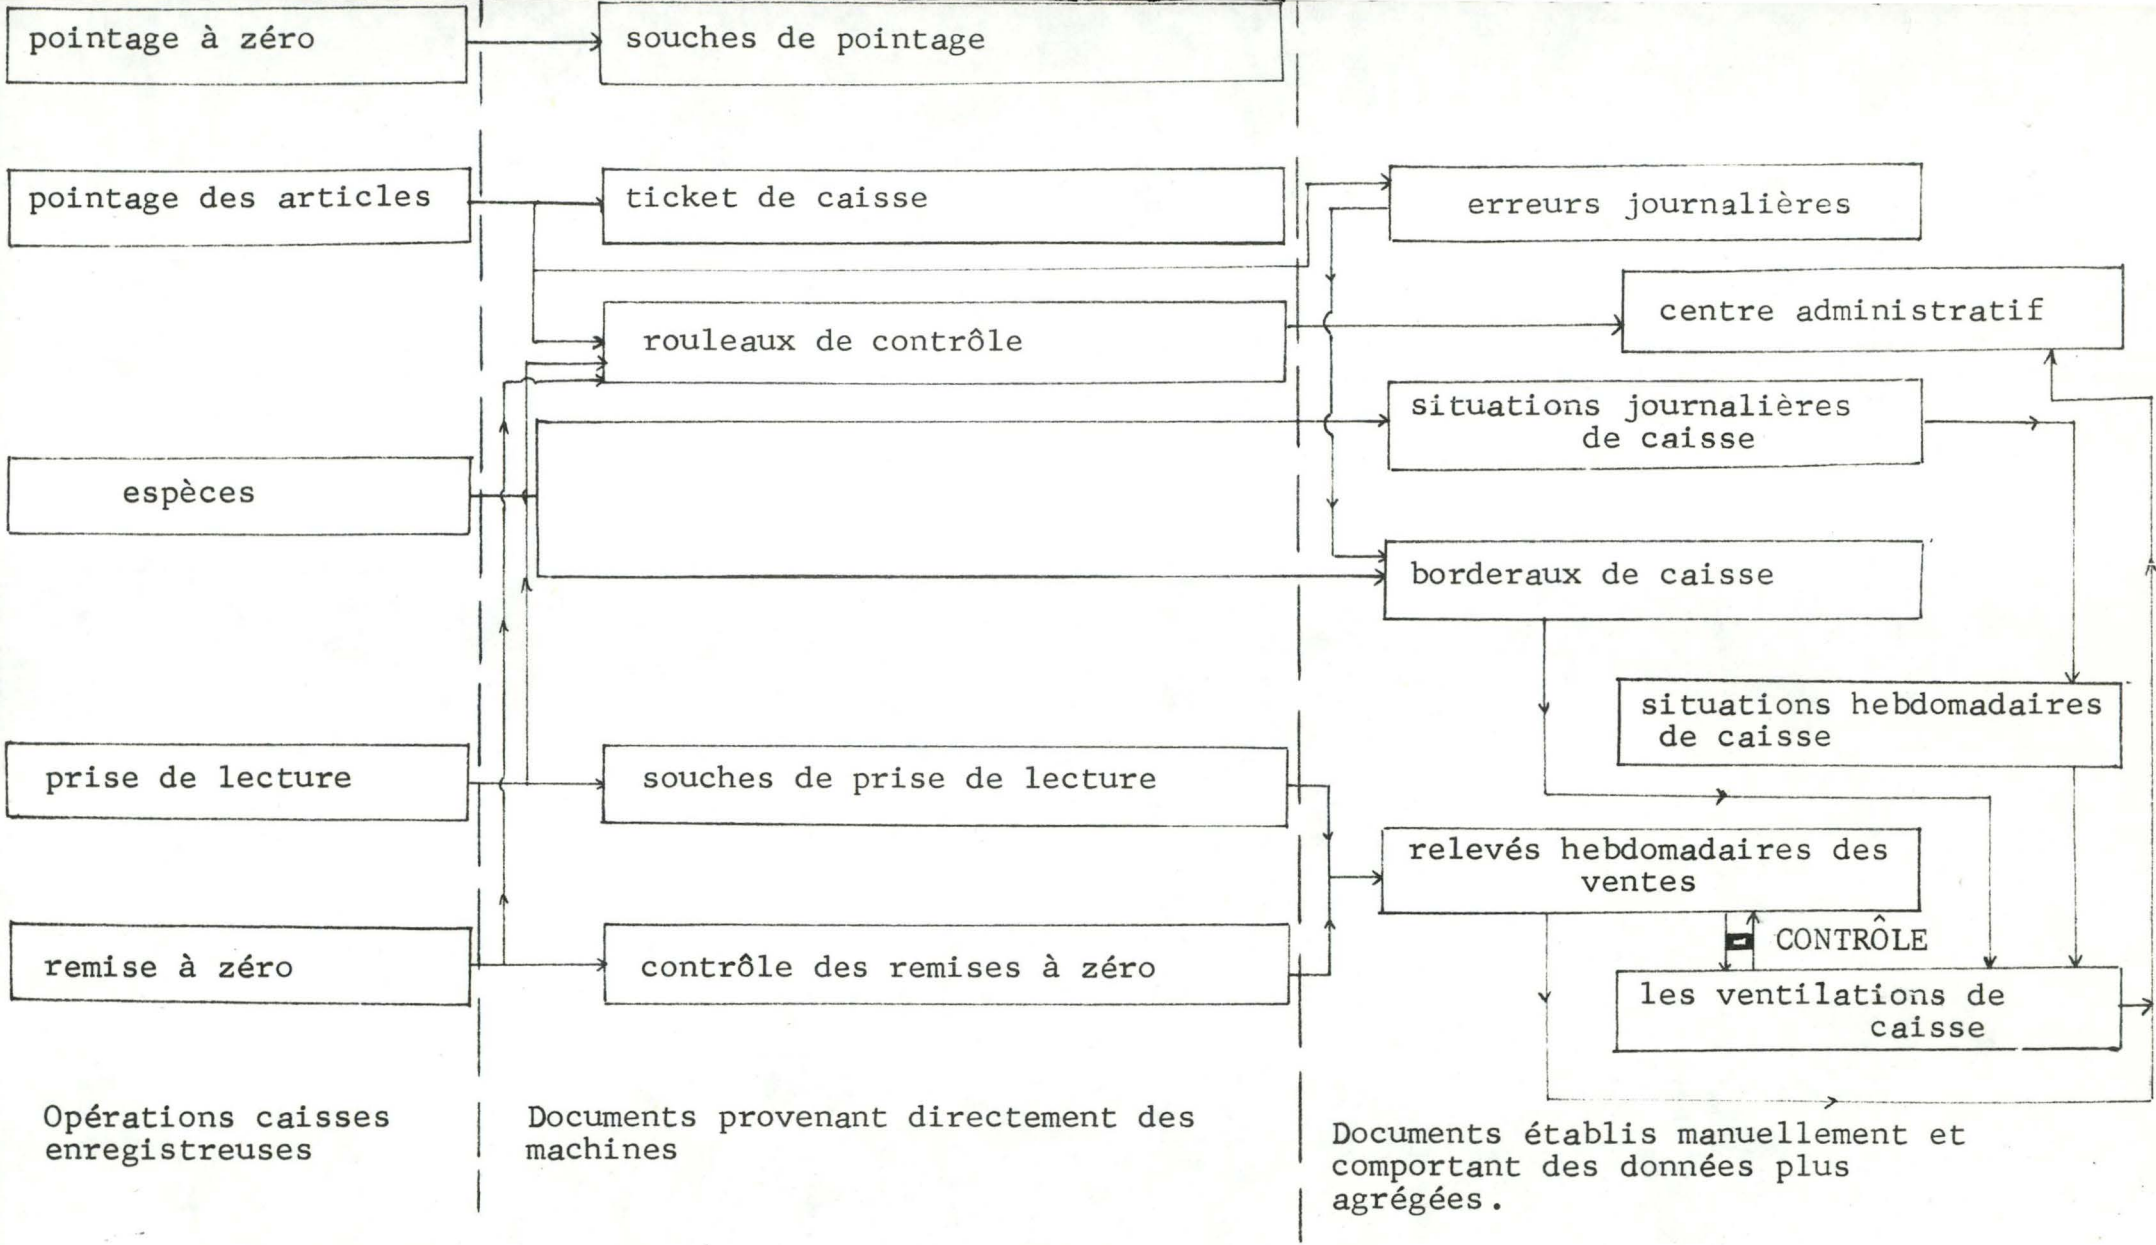 pointage à zéro
souches de pointage
pointage des articles
ticket de caisse
erreurs journalières
centre administratif
rouleaux de contrôle
situations journalières
de caisse
espèces
borderaux de caisse
situations hebdomadaires
de caisse
prise de lecture
souches de prise de lecture
relevés hebdomadaires des
ventes
CONTRÔLE
remise à zéro
contrôle des remises à zéro
les ventilations de
caisse
Opérations caisses
enregistreuses
Documents provenant directement des
machines
Documents établis manuellement et
comportant des données plus
agrégées.